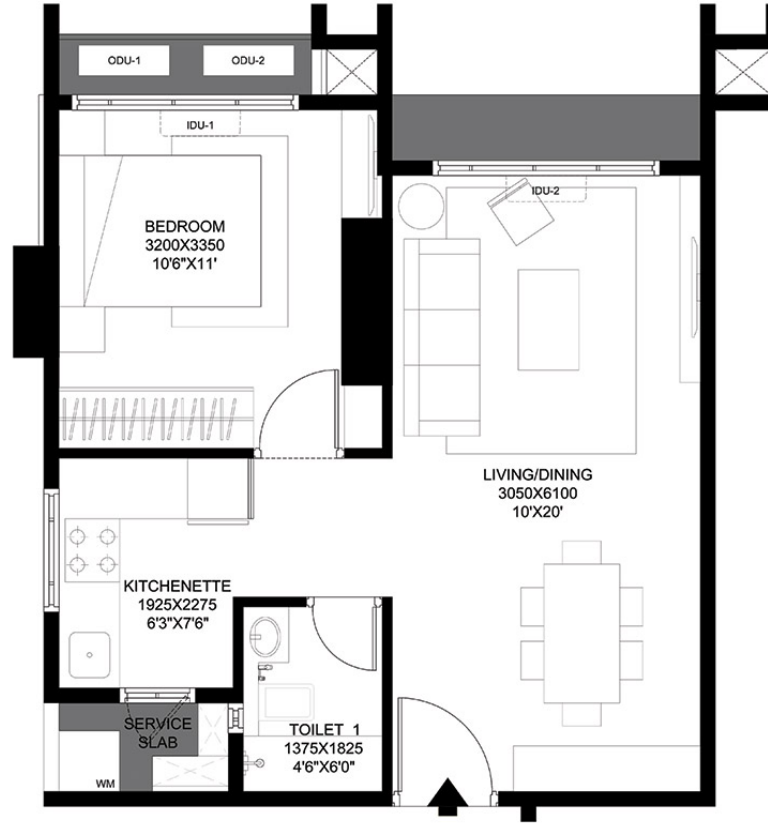 ODU-1
ODU-2
IDU-1
IDU-2
BEDROOM
3200X3350
10'6"X11'
LIVING/DINING
3050X6100
10'X20'
KITCHENETTE
1925X2275
6'3"X7'6"
SERVICE
SLAB
WM
TOILET 1
1375X1825
4'6"X6'0"